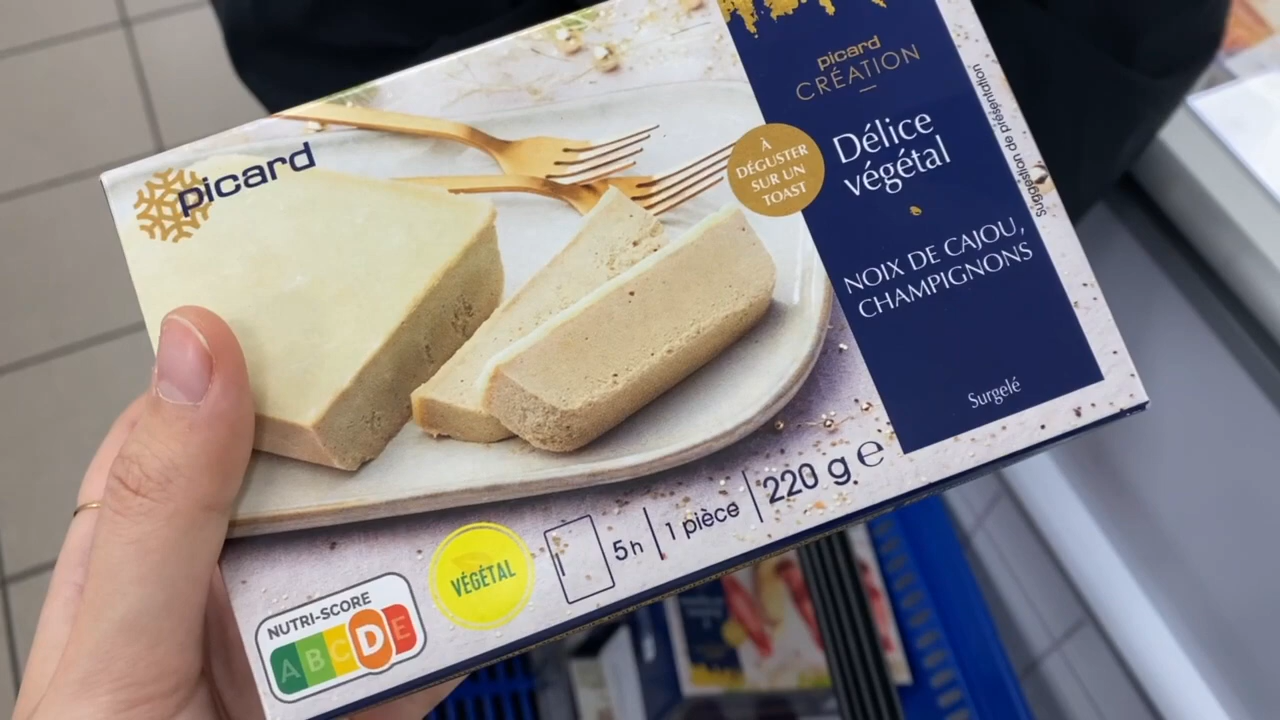 picard
picard
CRÉATION
Délice
végétal
NOIX DE CAJOU,
CHAMPIGNONS
Surgelé
À
DÉGUSTER
SUR UN
TOAST
Suggestion de présentation
NUTRI-SCORE
A B C D E
VÉGÉTAL
5h
1 pièce
220 g e